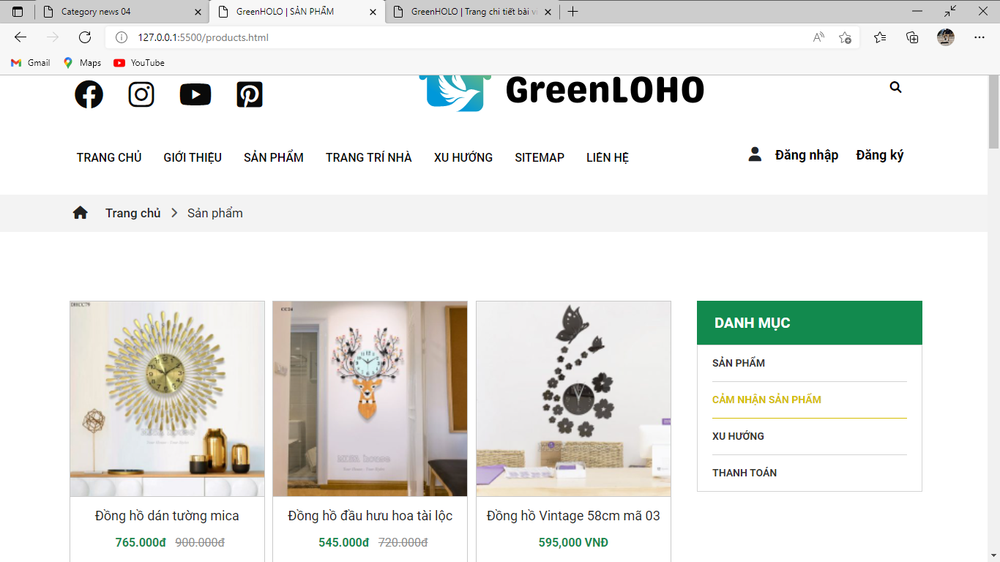 Category news 04
GreenHOLO | SẢN PHẨM
GreenHOLO | Trang chi tiết bài vi
127.0.0.1:5500/products.html
Gmail
Maps
YouTube
GreenLOHO
TRANG CHỦ
GIỚI THIỆU
SẢN PHẨM
TRANG TRÍ NHÀ
XU HƯỚNG
SITEMAP
LIÊN HỆ
Đăng nhập
Đăng ký
Trang chủ
Sản phẩm
DHCC79
CC24
DANH MỤC
SẢN PHẨM
CẢM NHẬN SẢN PHẨM
XU HƯỚNG
THANH TOÁN
Đồng hồ dán tường mica
765.000đ 900.000đ
Đồng hồ đầu hưu hoa tài lộc
545.000đ 720.000đ
Đồng hồ Vintage 58cm mã 03
595,000 VNĐ